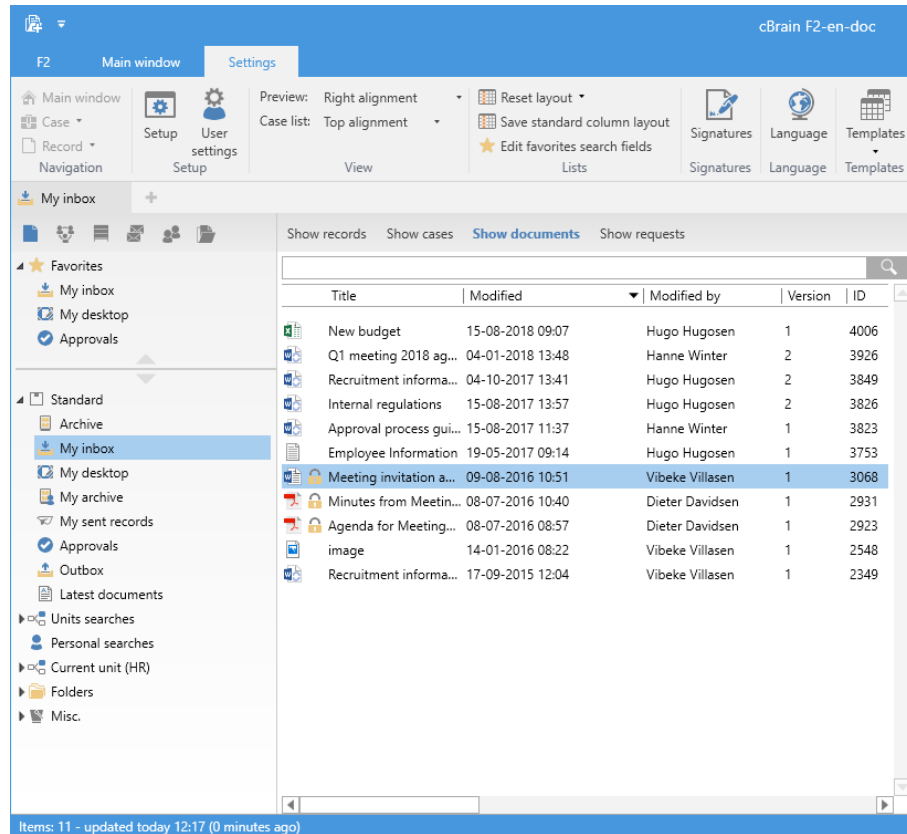 cBrain F2-en-doc
F2 Main window Settings
Main window
Case
Record
Navigation
Setup
User settings
Setup
Preview: Right alignment
Case list: Top alignment
View
Reset layout
Save standard column layout
Edit favorites search fields
Lists
Signatures
Signatures
Language
Language
Templates
Templates
My inbox +
Show records Show cases Show documents Show requests
Favorites
My inbox
My desktop
Approvals
Standard
Archive
My inbox
My desktop
My archive
My sent records
Approvals
Outbox
Latest documents
Units searches
Personal searches
Current unit (HR)
Folders
Misc.
Title Modified Modified by Version ID
New budget 15-08-2018 09:07 Hugo Hugosen 1 4006
Q1 meeting 2018 ag... 04-01-2018 13:48 Hanne Winter 2 3926
Recruitment informa... 04-10-2017 13:41 Hugo Hugosen 2 3849
Internal regulations 15-08-2017 13:57 Hugo Hugosen 2 3826
Approval process gui... 15-08-2017 11:37 Hanne Winter 1 3823
Employee Information 19-05-2017 09:14 Hugo Hugosen 1 3753
Meeting invitation a... 09-08-2016 10:51 Vibeke Villasen 1 3068
Minutes from Meetin... 08-07-2016 10:40 Dieter Davidsen 1 2931
Agenda for Meeting... 08-07-2016 08:57 Dieter Davidsen 1 2923
image 14-01-2016 08:22 Vibeke Villasen 1 2548
Recruitment informa... 17-09-2015 12:04 Vibeke Villasen 1 2349
Items: 11 - updated today 12:17 (0 minutes ago)